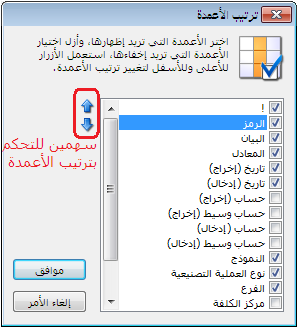 ترتيب الأعمدة
اختر الأعمدة التي تريد إظهارها، وأزل اختيار
الأعمدة التي تريد إخفاءها، استعمل الأزرار
للأعلى وللأسفل لتغيير ترتيب الأعمدة.
!
الرمز
البيان
المعادل
تاريخ (إخراج)
تاريخ (إدخال)
حساب (إخراج)
حساب وسيط (إخراج)
حساب (إدخال)
حساب وسيط (إدخال)
النموذج
نوع العملية التصنيعية
الفرع
مركز الكلفة
سهمين للتحكم
بترتيب الأعمدة
موافق
إلغاء الأمر